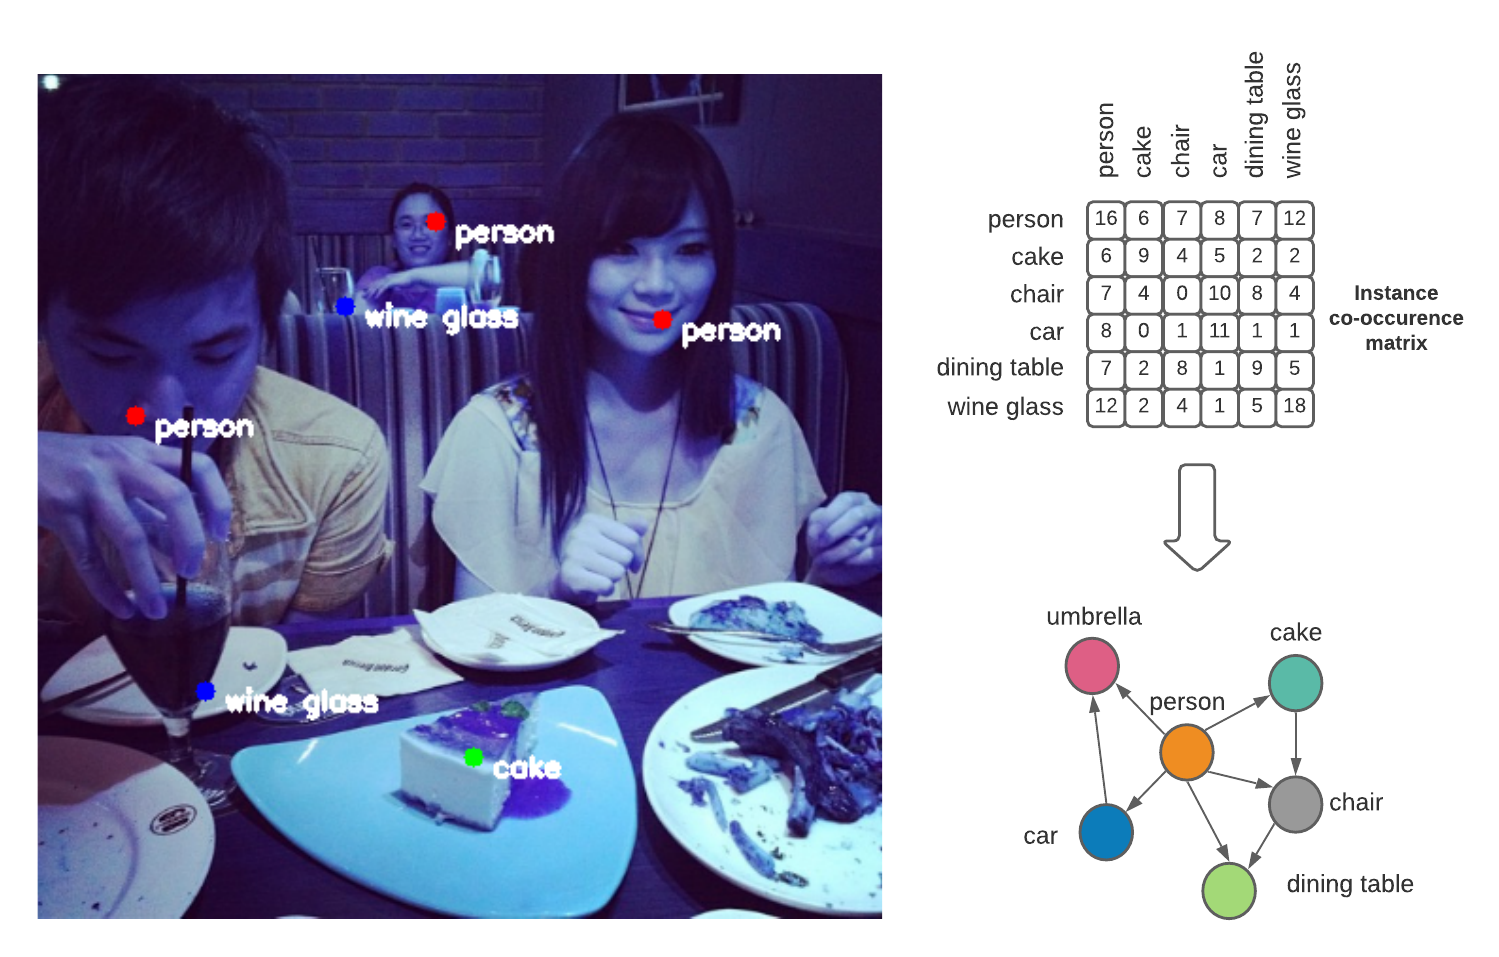 person
wine glass
person
person
wine glass
cake
person cake chair car dining table wine glass
person 16 6 7 8 7 12
cake 6 9 4 5 2 2
chair 7 4 0 10 8 4
car 8 0 1 11 1 1
dining table 7 2 8 1 9 5
wine glass 12 2 4 1 5 18
Instance
co-occurence
matrix
umbrella
cake
person
chair
car
dining table